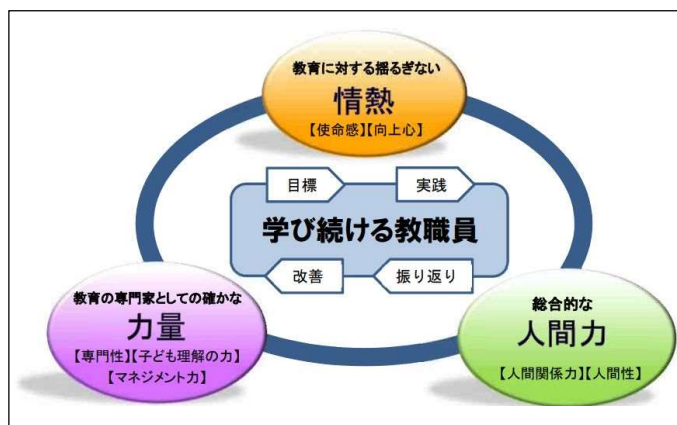 教育に対する揺るぎない
情熱
【使命感】【向上心】
目標
実践
学び続ける教職員
改善
振り返り
教育の専門家としての確かな
力量
【専門性】【子ども理解の力】
【マネジメント力】
総合的な
人間力
【人間関係力】【人間性】